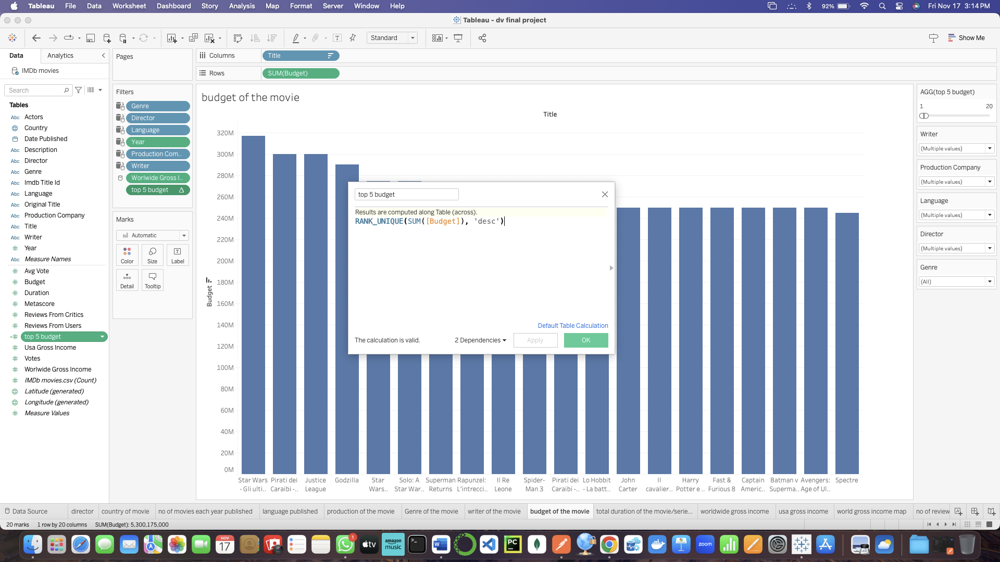 Tableau File Data Worksheet Dashboard Story Analysis Map Format Server Window Help 92% Fri Nov 17 3:14 PM
Tableau - dv final project
Standard Show Me
Data Analytics
IMDb movies
Search
Tables
Abc Actors
Country
Date Published
Abc Description
Abc Director
Abc Genre
Abc Imdb Title Id
Abc Language
Abc Original Title
Abc Production Company
Abc Title
Abc Writer
# Year
Abc Measure Names
# Avg Vote
# Budget
# Duration
# Metascore
# Reviews From Critics
# Reviews From Users
=# top 5 budget
# Usa Gross Income
# Votes
# Worlwide Gross Income
# IMDb movies.csv (Count)
Latitude (generated)
Longitude (generated)
# Measure Values
Pages
Filters
Genre
Director
Language
Year
Production Com..
Writer
Worlwide Gross I..
top 5 budget
Marks
Automatic
Color Size Label
Detail Tooltip
Columns Title
Rows SUM(Budget)
budget of the movie
Title
Budget
320M
300M
280M
260M
240M
220M
200M
180M
160M
140M
120M
100M
80M
60M
40M
20M
0M
Star Wars - Gli ulti..
Pirati dei Caraibi -..
Justice League
Godzilla
Star Wars..
Solo: A Star War..
Superman Returns
Rapunzel: L'intrecci..
Il Re Leone
Spider-Man 3
Pirati dei Caraibi -..
Lo Hobbit - La batt..
John Carter
Il cavalier..
Harry Potter e ..
Fast & Furious 8
Captain Americ..
Batman v Superma..
Avengers: Age of Ul..
Spectre
top 5 budget
Results are computed along Table (across).
RANK_UNIQUE(SUM([Budget]), 'desc')
Default Table Calculation
The calculation is valid. 2 Dependencies Apply OK
AGG(top 5 budget)
1 20
Writer
(Multiple values)
Production Company
(Multiple values)
Language
(Multiple values)
Director
(Multiple values)
Genre
(All)
Data Source director country of movie no of movies each year published language published production of the movie Genre of the movie writer of the movie budget of the movie total duration of the movie/serie... worldwide gross income usa gross income world gross income map no of review
20 marks 1 row by 20 columns SUM(Budget): 5,300,175,000
NOV
17
1
tv
amazon
music
W
PC
zoom